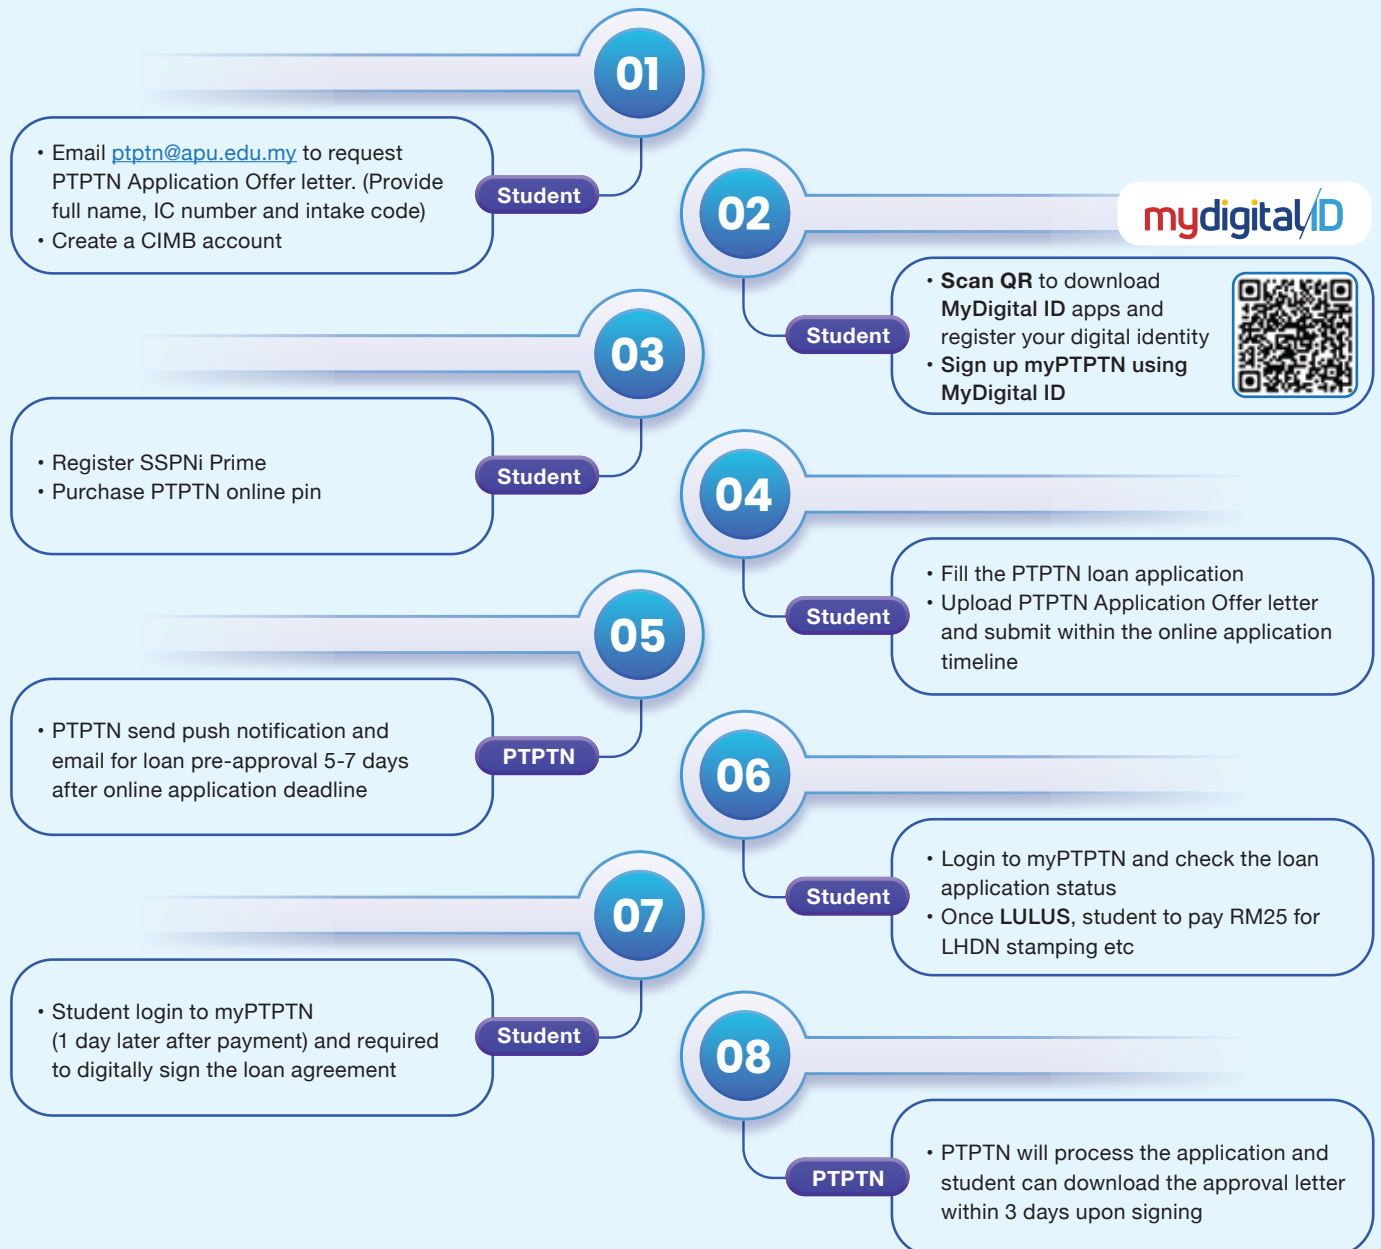 01
• Email ptptn@apu.edu.my to request
PTPTN Application Offer letter. (Provide
full name, IC number and intake code)
• Create a CIMB account
Student
02
mydigital ID
• Scan QR to download
MyDigital ID apps and
register your digital identity
• Sign up myPTPTN using
MyDigital ID
Student
03
• Register SSPNi Prime
• Purchase PTPTN online pin
Student
04
• Fill the PTPTN loan application
• Upload PTPTN Application Offer letter
and submit within the online application
timeline
Student
05
• PTPTN send push notification and
email for loan pre-approval 5-7 days
after online application deadline
PTPTN
06
• Login to myPTPTN and check the loan
application status
• Once LULUS, student to pay RM25 for
LHDN stamping etc
Student
07
• Student login to myPTPTN
(1 day later after payment) and required
to digitally sign the loan agreement
Student
08
• PTPTN will process the application and
student can download the approval letter
within 3 days upon signing
PTPTN